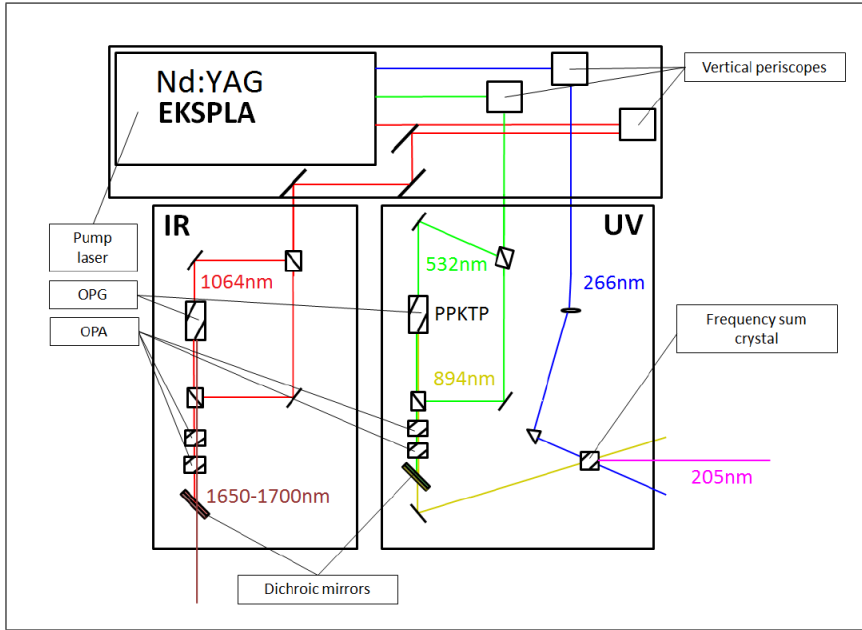 Nd:YAG
EKSPLA
Vertical periscopes
IR
UV
Pump
laser
1064nm
532nm
266nm
OPG
PPKTP
OPA
Frequency sum
crystal
894nm
205nm
1650-1700nm
Dichroic mirrors